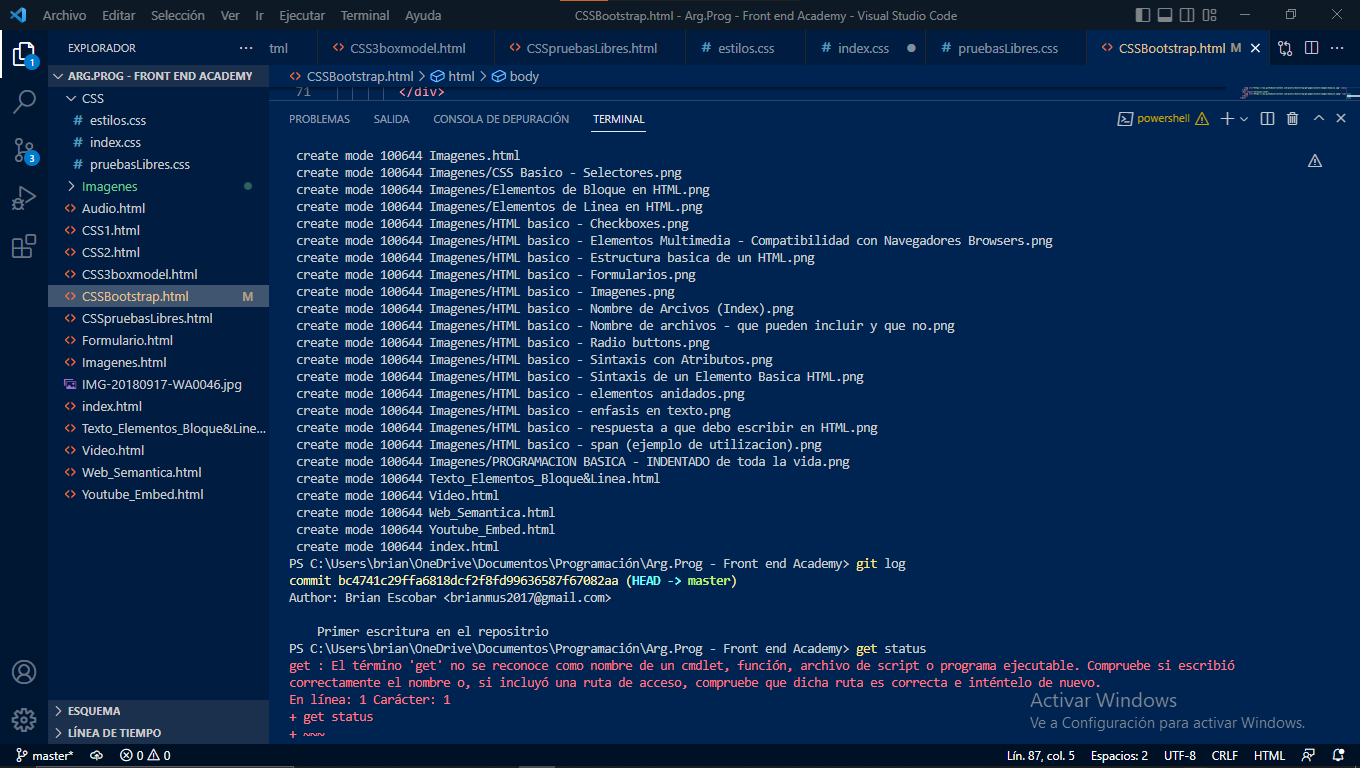 Archivo Editar Selección Ver Ir Ejecutar Terminal Ayuda CSSBootstrap.html - Arg.Prog - Front end Academy - Visual Studio Code
EXPLORADOR
tml CSS3boxmodel.html CSSpruebasLibres.html # estilos.css # index.css # pruebasLibres.css CSSBootstrap.html M
ARG.PROG - FRONT END ACADEMY
CSS
# estilos.css
# index.css
# pruebasLibres.css
Imagenes
Audio.html
CSS1.html
CSS2.html
CSS3boxmodel.html
CSSBootstrap.html M
CSSpruebasLibres.html
Formulario.html
Imagenes.html
IMG-20180917-WA0046.jpg
index.html
Texto_Elementos_Bloque&Line...
Video.html
Web_Semantica.html
Youtube_Embed.html
ESQUEMA
LÍNEA DE TIEMPO
1
3
CSSBootstrap.html > html > body
71 </div>
PROBLEMAS SALIDA CONSOLA DE DEPURACIÓN TERMINAL powershell
create mode 100644 Imagenes.html
create mode 100644 Imagenes/CSS Basico - Selectores.png
create mode 100644 Imagenes/Elementos de Bloque en HTML.png
create mode 100644 Imagenes/Elementos de Linea en HTML.png
create mode 100644 Imagenes/HTML basico - Checkboxes.png
create mode 100644 Imagenes/HTML basico - Elementos Multimedia - Compatibilidad con Navegadores Browsers.png
create mode 100644 Imagenes/HTML basico - Estructura basica de un HTML.png
create mode 100644 Imagenes/HTML basico - Formularios.png
create mode 100644 Imagenes/HTML basico - Imagenes.png
create mode 100644 Imagenes/HTML basico - Nombre de Arcivos (Index).png
create mode 100644 Imagenes/HTML basico - Nombre de archivos - que pueden incluir y que no.png
create mode 100644 Imagenes/HTML basico - Radio buttons.png
create mode 100644 Imagenes/HTML basico - Sintaxis con Atributos.png
create mode 100644 Imagenes/HTML basico - Sintaxis de un Elemento Basica HTML.png
create mode 100644 Imagenes/HTML basico - elementos anidados.png
create mode 100644 Imagenes/HTML basico - enfasis en texto.png
create mode 100644 Imagenes/HTML basico - respuesta a que debo escribir en HTML.png
create mode 100644 Imagenes/HTML basico - span (ejemplo de utilizacion).png
create mode 100644 Imagenes/PROGRAMACION BASICA - INDENTADO de toda la vida.png
create mode 100644 Texto_Elementos_Bloque&Linea.html
create mode 100644 Video.html
create mode 100644 Web_Semantica.html
create mode 100644 Youtube_Embed.html
create mode 100644 index.html
PS C:\Users\brian\OneDrive\Documentos\Programación\Arg.Prog - Front end Academy> git log
commit bc4741c29ffa6818dcf2f8fd99636587f67082aa (HEAD -> master)
Author: Brian Escobar <brianmus2017@gmail.com>
Primer escritura en el repositrio
PS C:\Users\brian\OneDrive\Documentos\Programación\Arg.Prog - Front end Academy> get status
get : El término 'get' no se reconoce como nombre de un cmdlet, función, archivo de script o programa ejecutable. Compruebe si escribió
correctamente el nombre o, si incluyó una ruta de acceso, compruebe que dicha ruta es correcta e inténtelo de nuevo.
En línea: 1 Carácter: 1
+ get status
+ ~~~
Activar Windows
Ve a Configuración para activar Windows.
master* 0 0 Lín. 87, col. 5 Espacios: 2 UTF-8 CRLF HTML